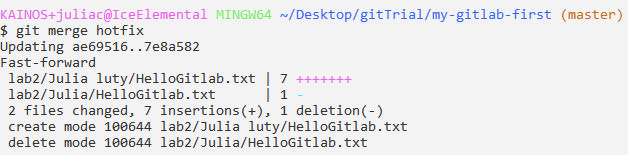 KAINOS+juliac@IceElemental MINGW64 ~/Desktop/gitTrial/my-gitlab-first (master)
$ git merge hotfix
Updating ae69516..7e8a582
Fast-forward
 lab2/Julia luty/HelloGitlab.txt | 7 +++++++
 lab2/Julia/HelloGitlab.txt      | 1 -
 2 files changed, 7 insertions(+), 1 deletion(-)
 create mode 100644 lab2/Julia luty/HelloGitlab.txt
 delete mode 100644 lab2/Julia/HelloGitlab.txt